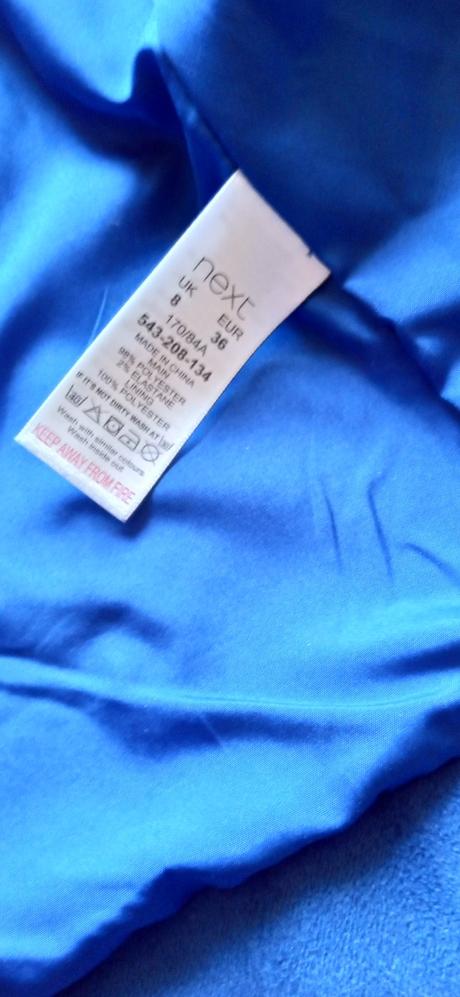 next
UK EUR
8 36
170/84A
543-208-134
MADE IN CHINA
MAIN
98% POLYESTER
2% ELASTANE
LINING
100% POLYESTER
IF IT'S NOT DIRTY WASH AT
Wash with similar colours.
Wash inside out.
KEEP AWAY FROM FIRE